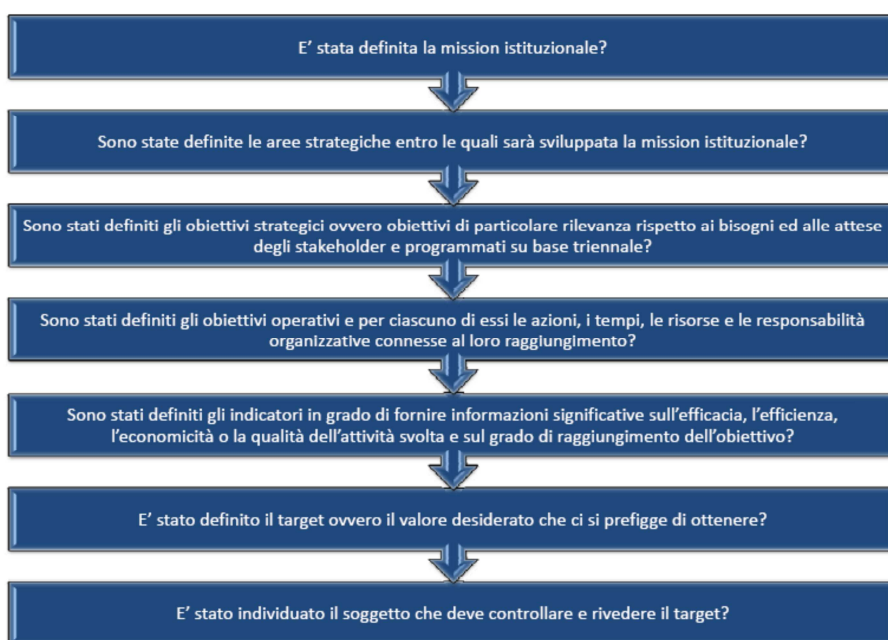 E' stata definita la mission istituzionale?
Sono state definite le aree strategiche entro le quali sarà sviluppata la mission istituzionale?
Sono stati definiti gli obiettivi strategici ovvero obiettivi di particolare rilevanza rispetto ai bisogni ed alle attese
degli stakeholder e programmati su base triennale?
Sono stati definiti gli obiettivi operativi e per ciascuno di essi le azioni, i tempi, le risorse e le responsabilità
organizzative connesse al loro raggiungimento?
Sono stati definiti gli indicatori in grado di fornire informazioni significative sull'efficacia, l'efficienza,
l'economicità o la qualità dell'attività svolta e sul grado di raggiungimento dell'obiettivo?
E' stato definito il target ovvero il valore desiderato che ci si prefigge di ottenere?
E' stato individuato il soggetto che deve controllare e rivedere il target?